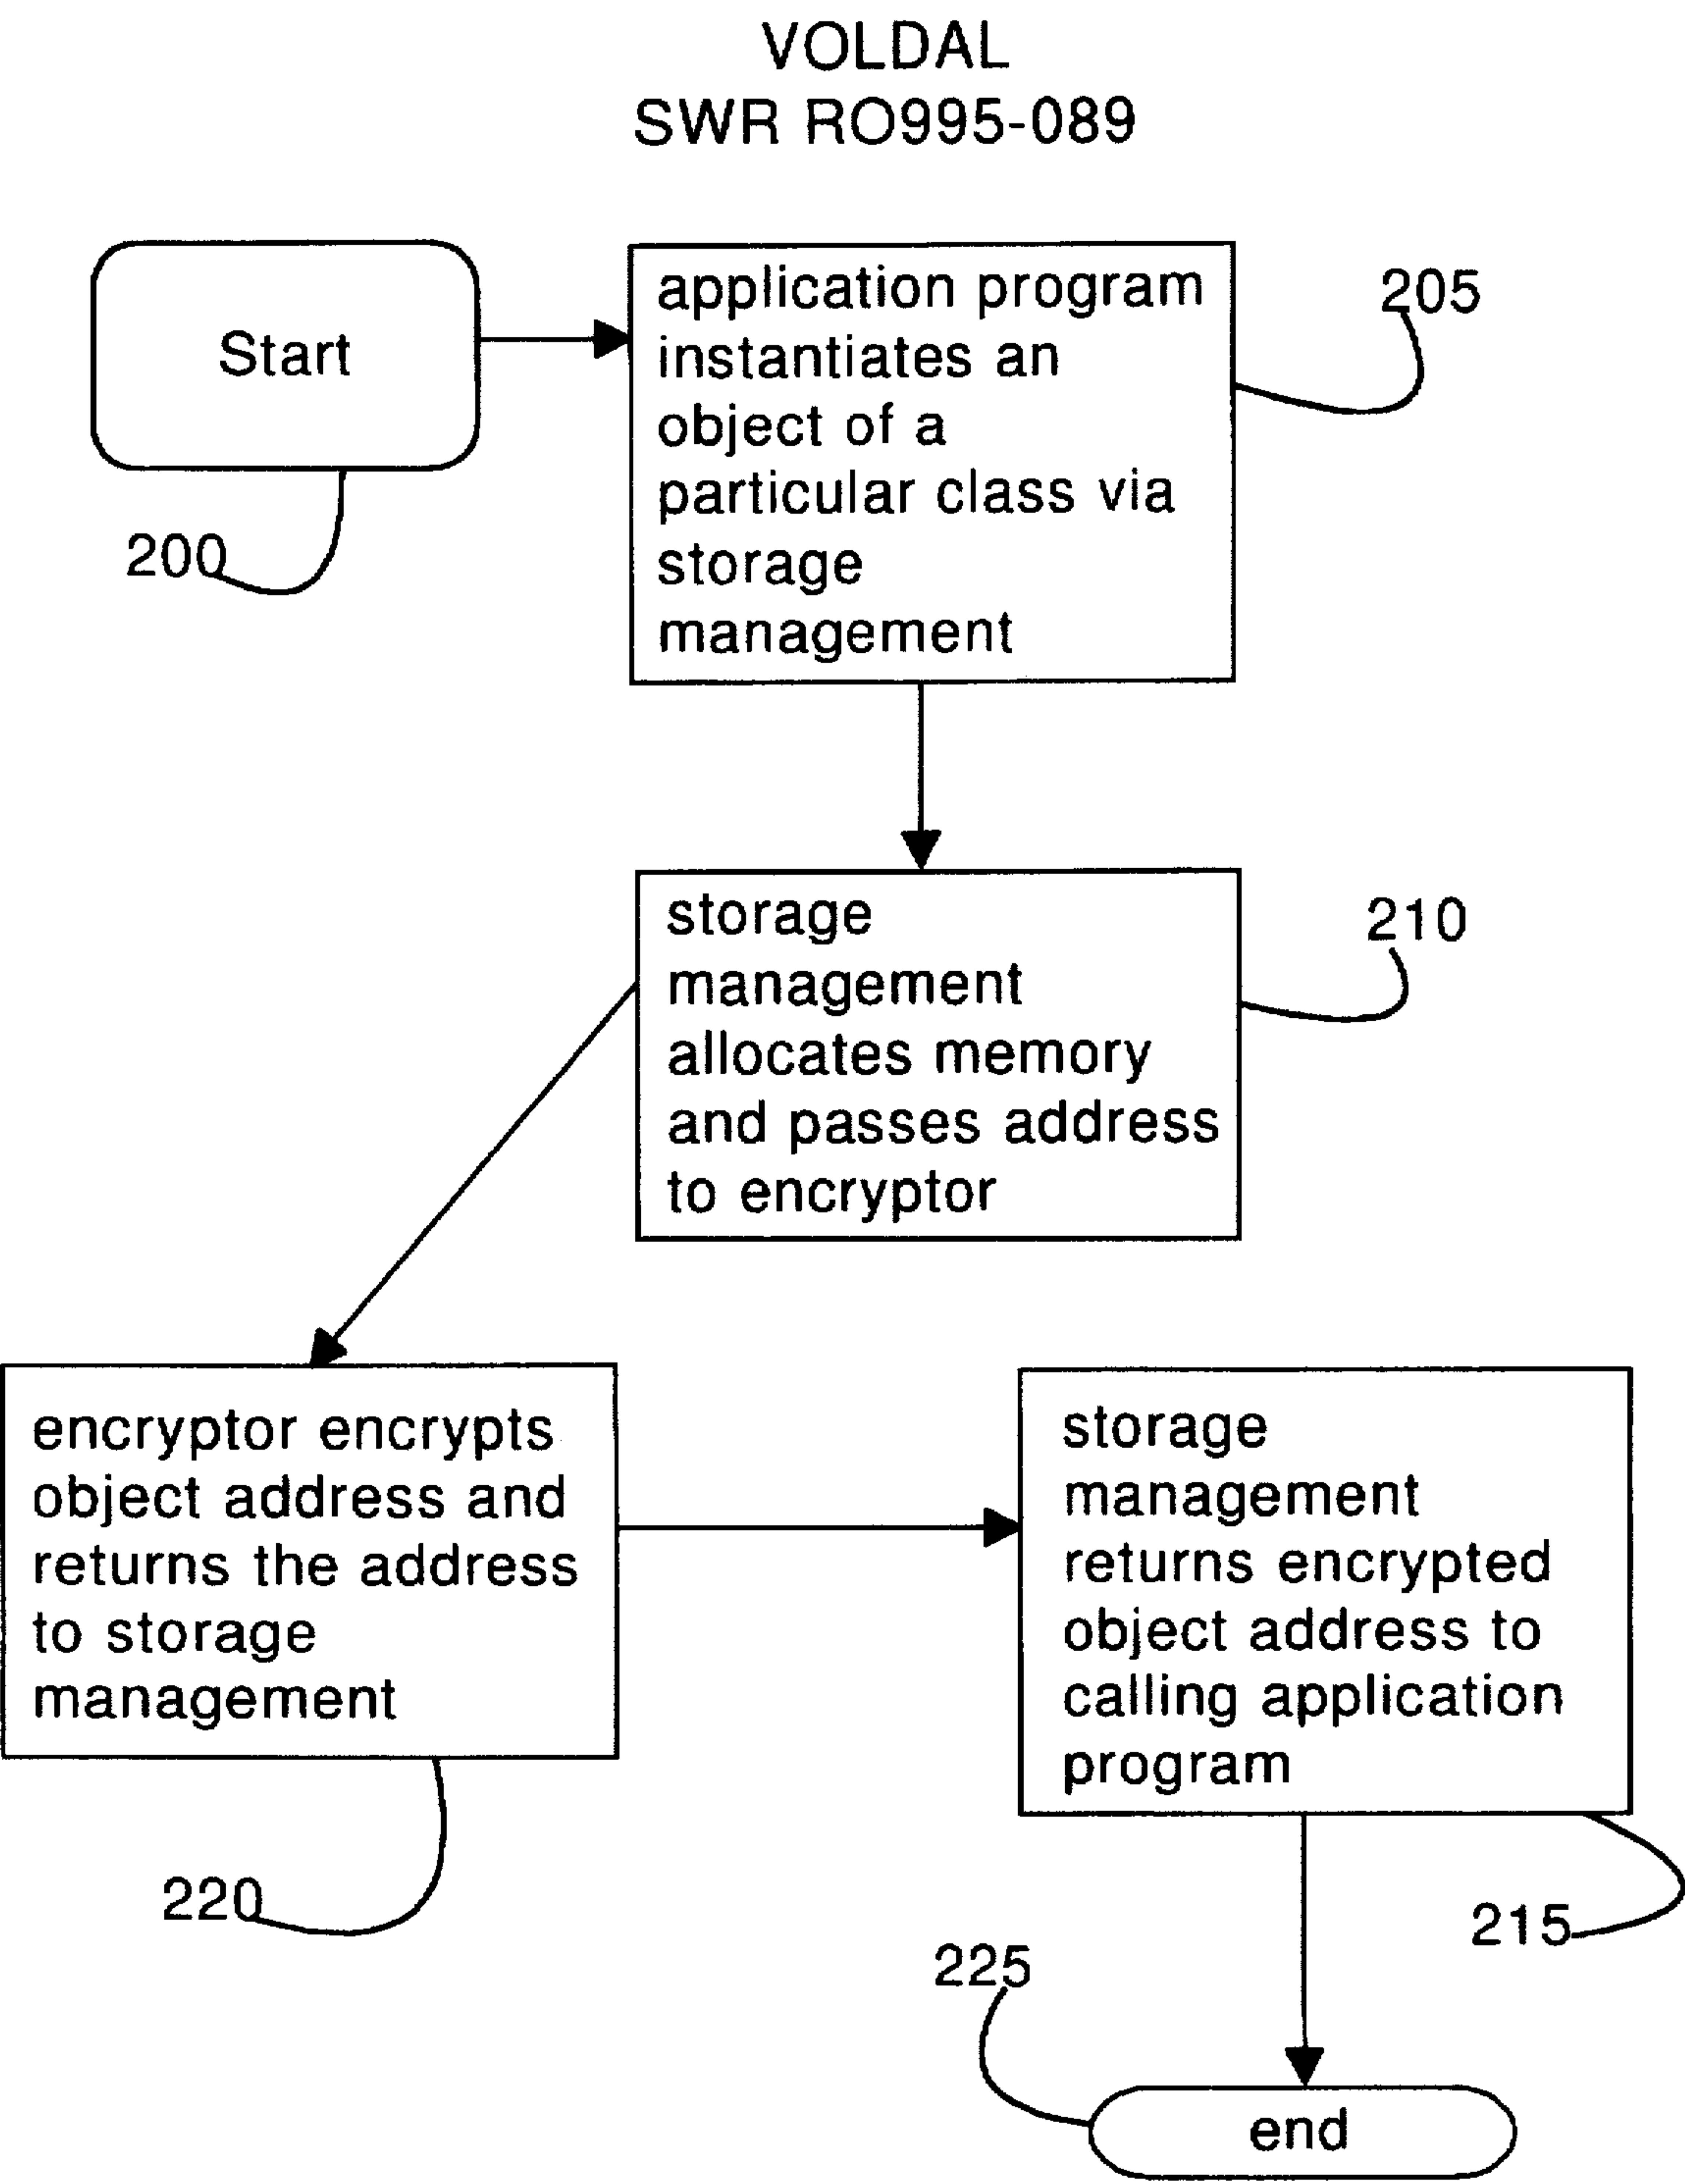 VOLDAL
SWR RO995-089
Start
200
application program
instantiates an
object of a
particular class via
storage
management
205
storage
management
allocates memory
and passes address
to encryptor
210
encryptor encrypts
object address and
returns the address
to storage
management
220
storage
management
returns encrypted
object address to
calling application
program
215
225
end